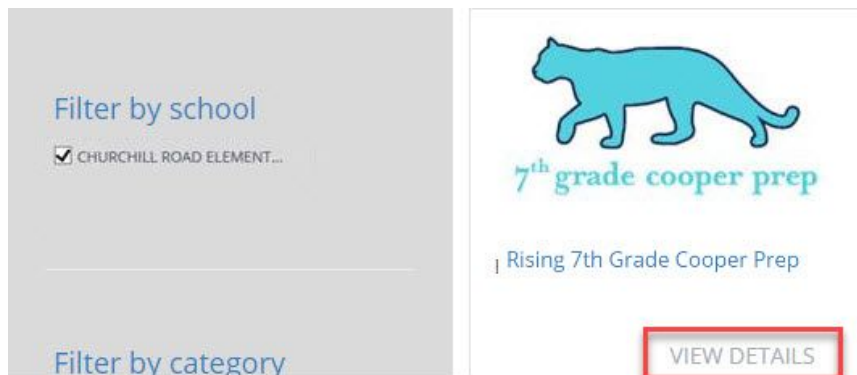 Filter by school
CHURCHILL ROAD ELEMENT...
Filter by category
7th grade cooper prep
Rising 7th Grade Cooper Prep
VIEW DETAILS